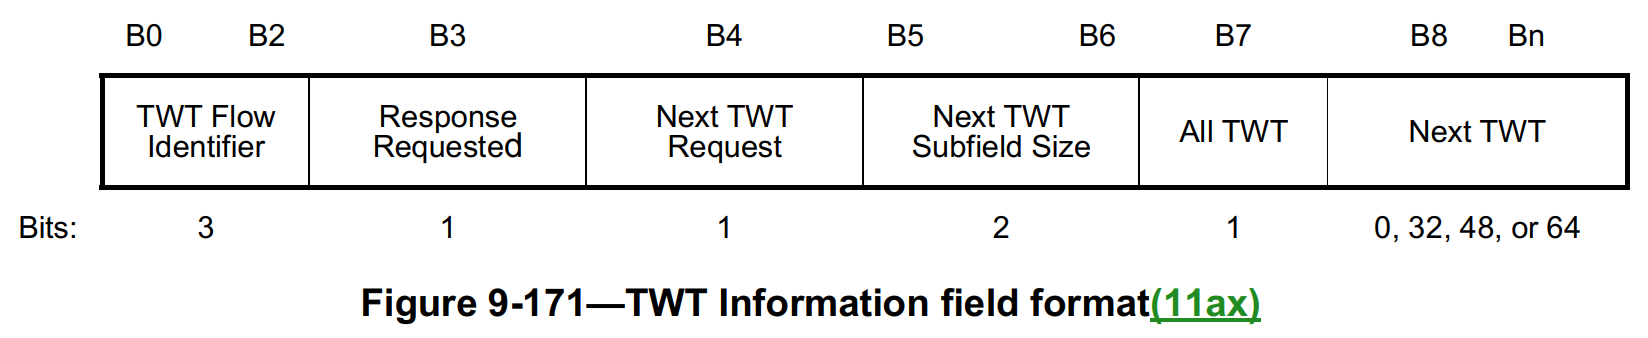 B0 B2 B3 B4 B5 B6 B7 B8 Bn
TWT Flow Identifier
Response Requested
Next TWT Request
Next TWT Subfield Size
All TWT
Next TWT
Bits: 3 1 1 2 1 0, 32, 48, or 64
Figure 9-171—TWT Information field format(11ax)